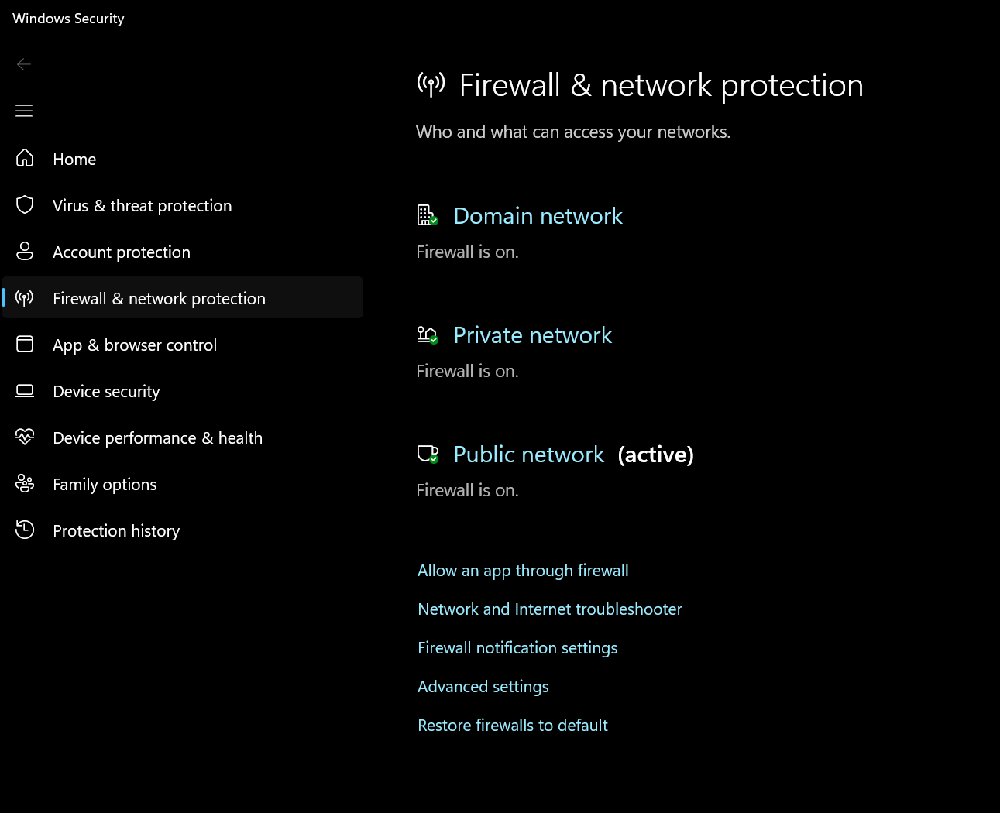 Windows Security
Home
Virus & threat protection
Account protection
Firewall & network protection
App & browser control
Device security
Device performance & health
Family options
Protection history
Firewall & network protection
Who and what can access your networks.
Domain network
Firewall is on.
Private network
Firewall is on.
Public network (active)
Firewall is on.
Allow an app through firewall
Network and Internet troubleshooter
Firewall notification settings
Advanced settings
Restore firewalls to default